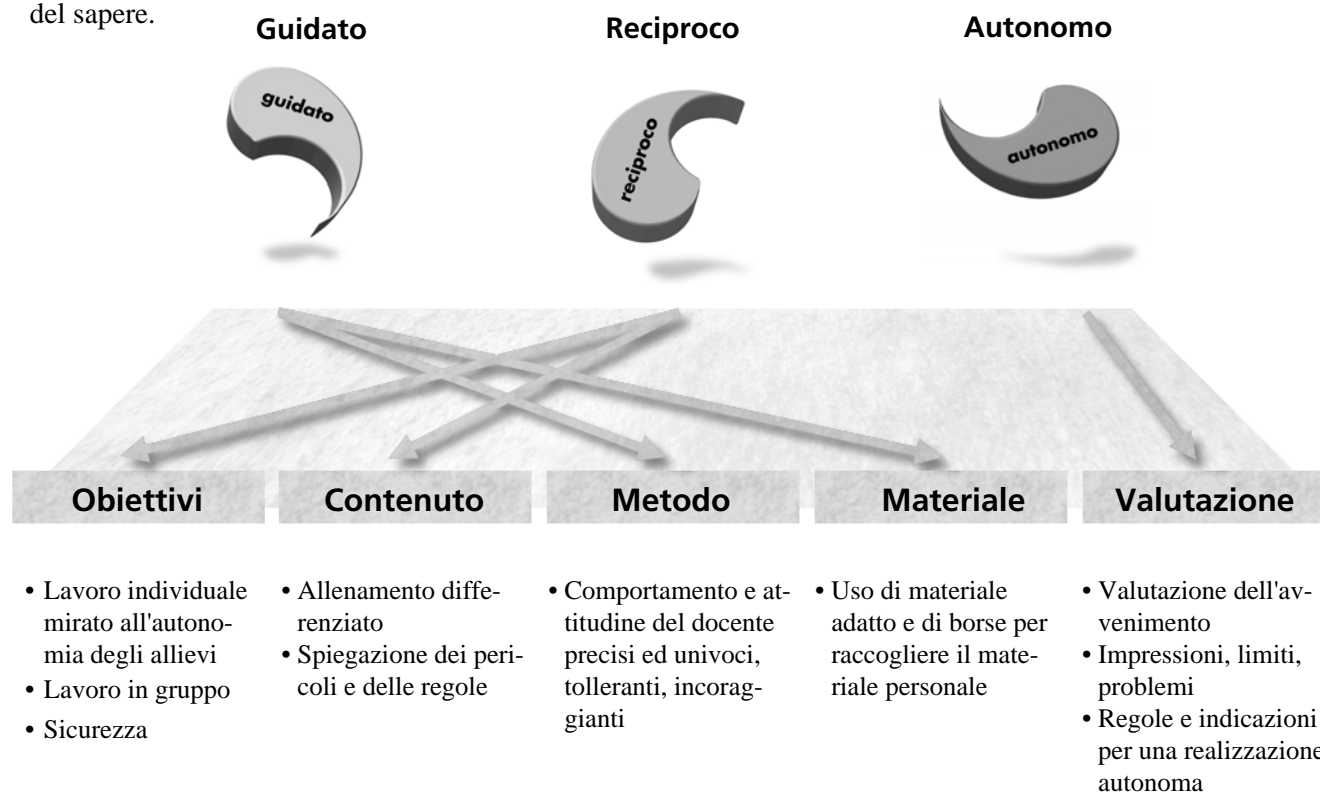 del sapere.
Guidato
Reciproco
Autonomo
guidato
reciproco
autonomo
Obiettivi
Contenuto
Metodo
Materiale
Valutazione
• Lavoro individuale
mirato all'autono-
mia degli allievi
• Lavoro in gruppo
• Sicurezza
• Allenamento diffe-
renziato
• Spiegazione dei peri-
coli e delle regole
• Comportamento e at-
titudine del docente
precisi ed univoci,
tolleranti, incorag-
gianti
• Uso di materiale
adatto e di borse per
raccogliere il mate-
riale personale
• Valutazione dell'av-
venimento
• Impressioni, limiti,
problemi
• Regole e indicazioni
per una realizzazione
autonoma